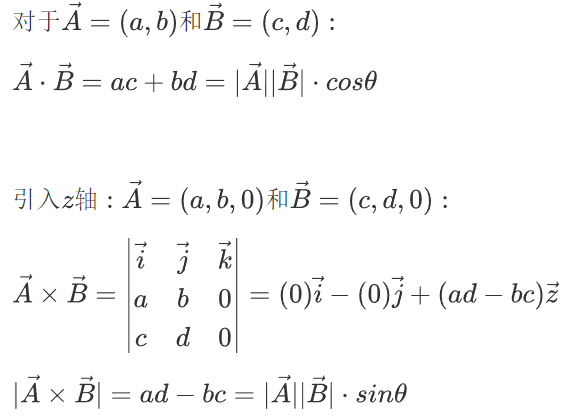 对于$\vec{A} = (a, b)$和$\vec{B} = (c, d)$ :
$\vec{A} \cdot \vec{B} = ac + bd = |\vec{A}||\vec{B}| \cdot cos\theta$
引入$z$轴 : $\vec{A} = (a, b, 0)$和$\vec{B} = (c, d, 0)$ :
$\vec{A} \times \vec{B} = \begin{vmatrix} \vec{i} & \vec{j} & \vec{k} \\ a & b & 0 \\ c & d & 0 \end{vmatrix} = (0)\vec{i} - (0)\vec{j} + (ad - bc)\vec{z}$
$|\vec{A} \times \vec{B}| = ad - bc = |\vec{A}||\vec{B}| \cdot sin\theta$